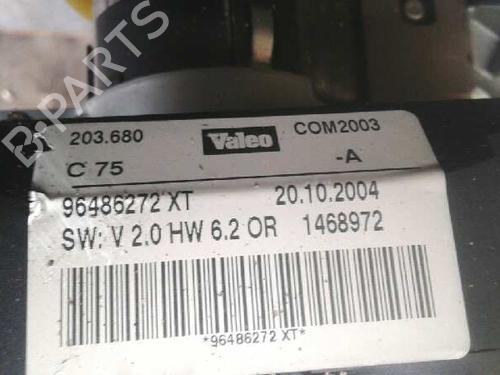 B-PARTS
203.680 Valeo COM2003
C 75 -A
96486272 XT 20.10.2004
SW: V 2.0 HW 6.2 OR 1468972
*96486272 XT*